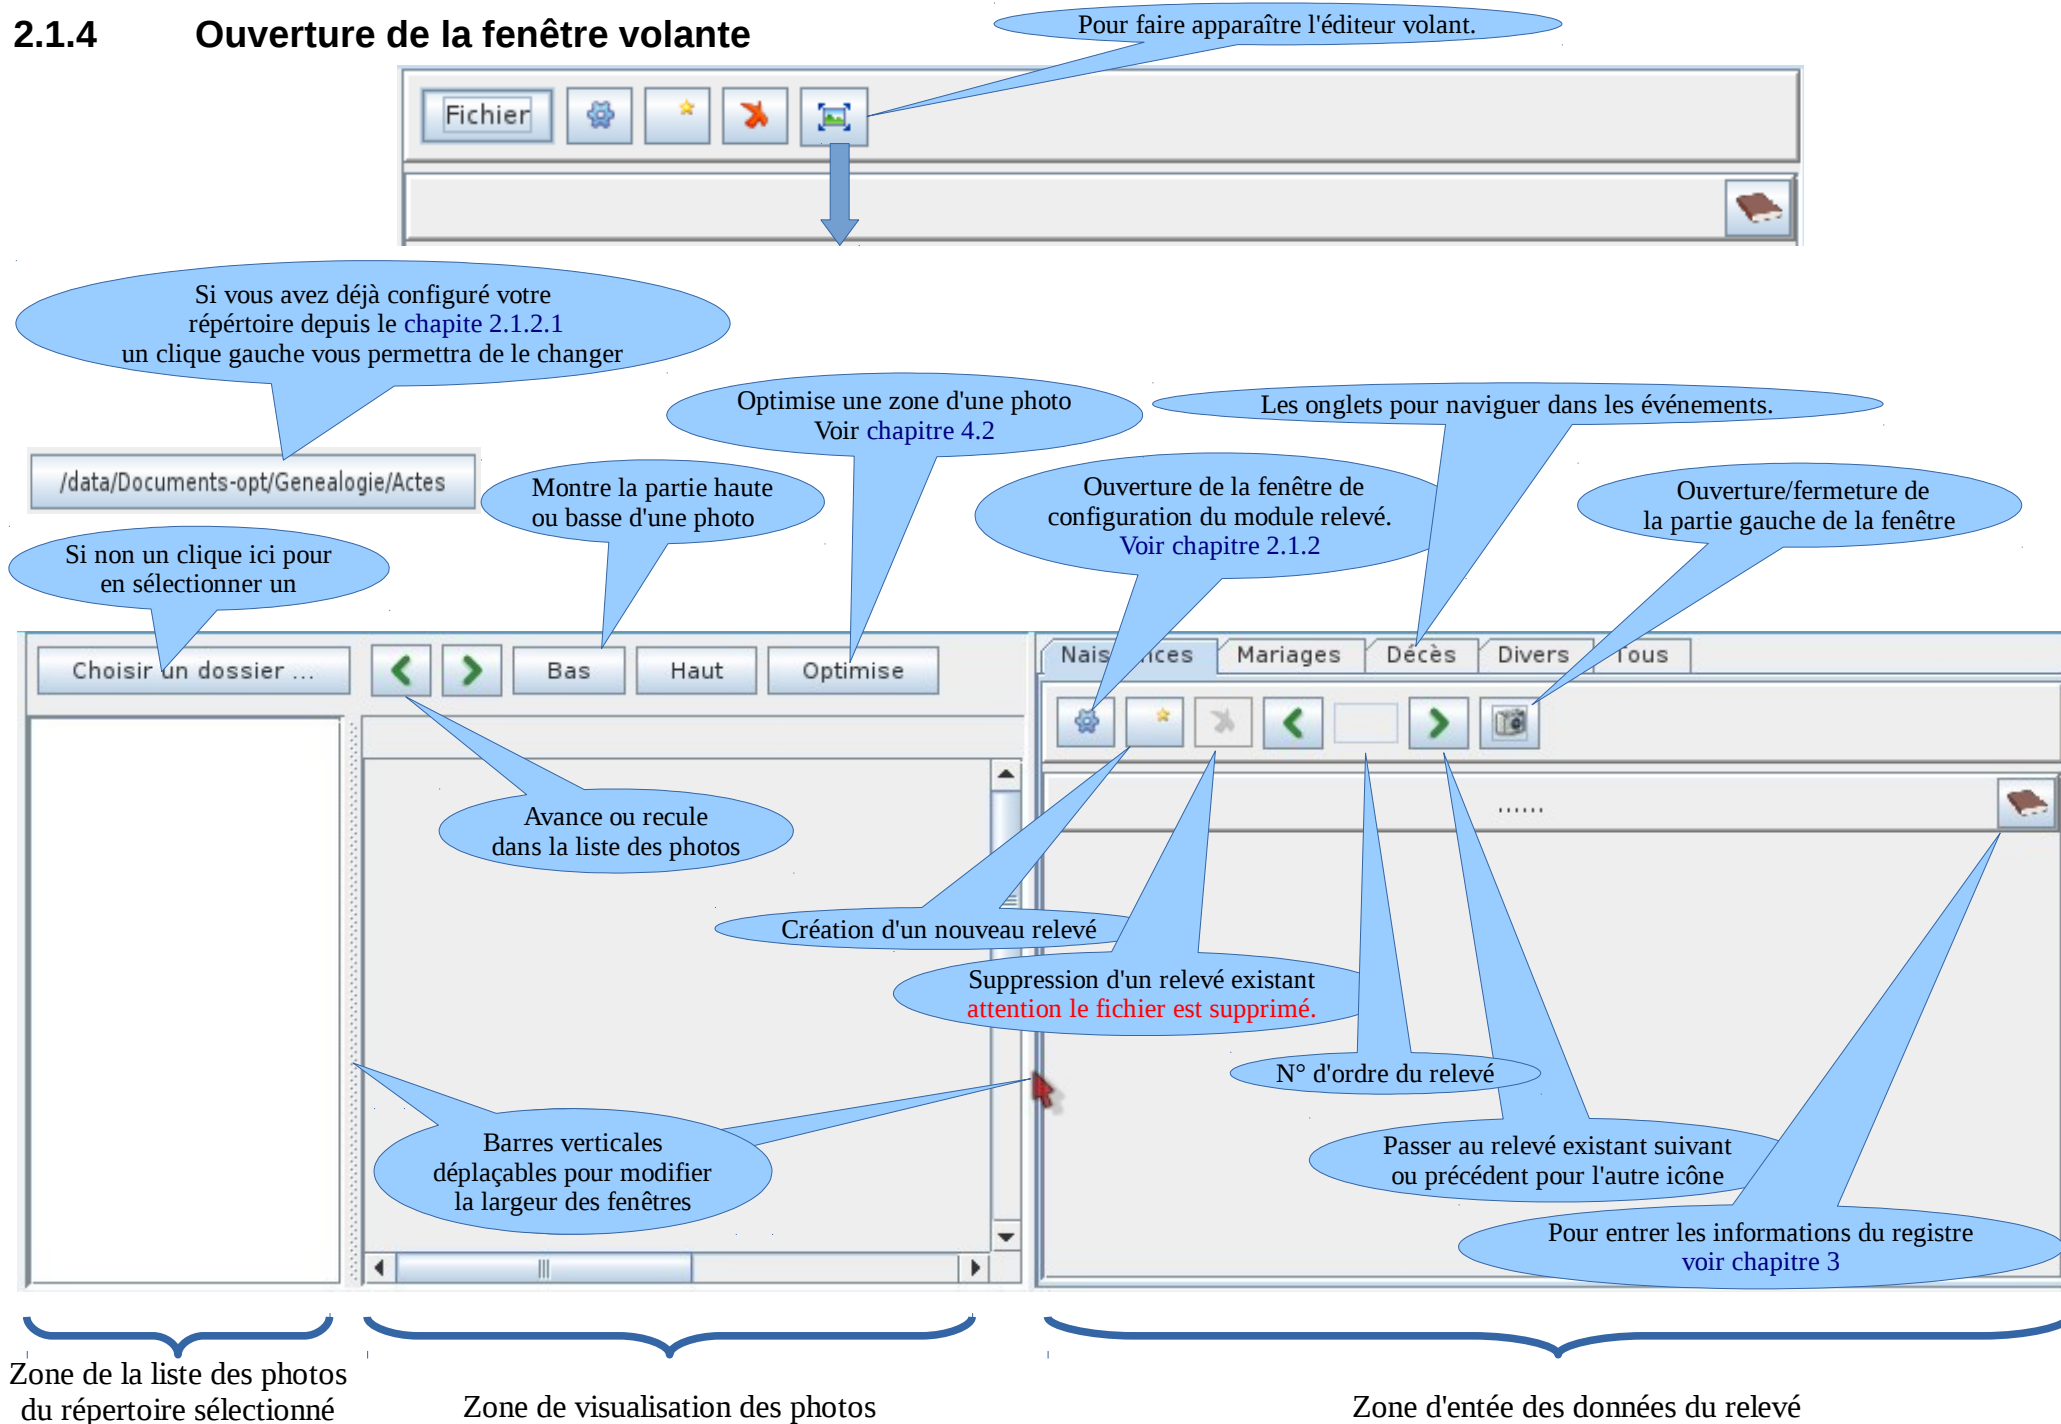 2.1.4 Ouverture de la fenêtre volante
Pour faire apparaître l'éditeur volant.
Fichier
Si vous avez déjà configuré votre
répértoire depuis le chapite 2.1.2.1
un clique gauche vous permettra de le changer
Optimise une zone d'une photo
Voir chapitre 4.2
Les onglets pour naviguer dans les événements.
/data/Documents-opt/Genealogie/Actes
Montre la partie haute
ou basse d'une photo
Ouverture de la fenêtre de
configuration du module relevé.
Voir chapitre 2.1.2
Ouverture/fermeture de
la partie gauche de la fenêtre
Si non un clique ici pour
en sélectionner un
Choisir un dossier ...
Bas
Haut
Optimise
Naissances
Mariages
Décès
Divers
Tous
......
Avance ou recule
dans la liste des photos
Création d'un nouveau relevé
Suppression d'un relevé existant
attention le fichier est supprimé.
N° d'ordre du relevé
Barres verticales
déplaçables pour modifier
la largeur des fenêtres
Passer au relevé existant suivant
ou précédent pour l'autre icône
Pour entrer les informations du registre
voir chapitre 3
Zone de la liste des photos
du répertoire sélectionné
Zone de visualisation des photos
Zone d'entée des données du relevé